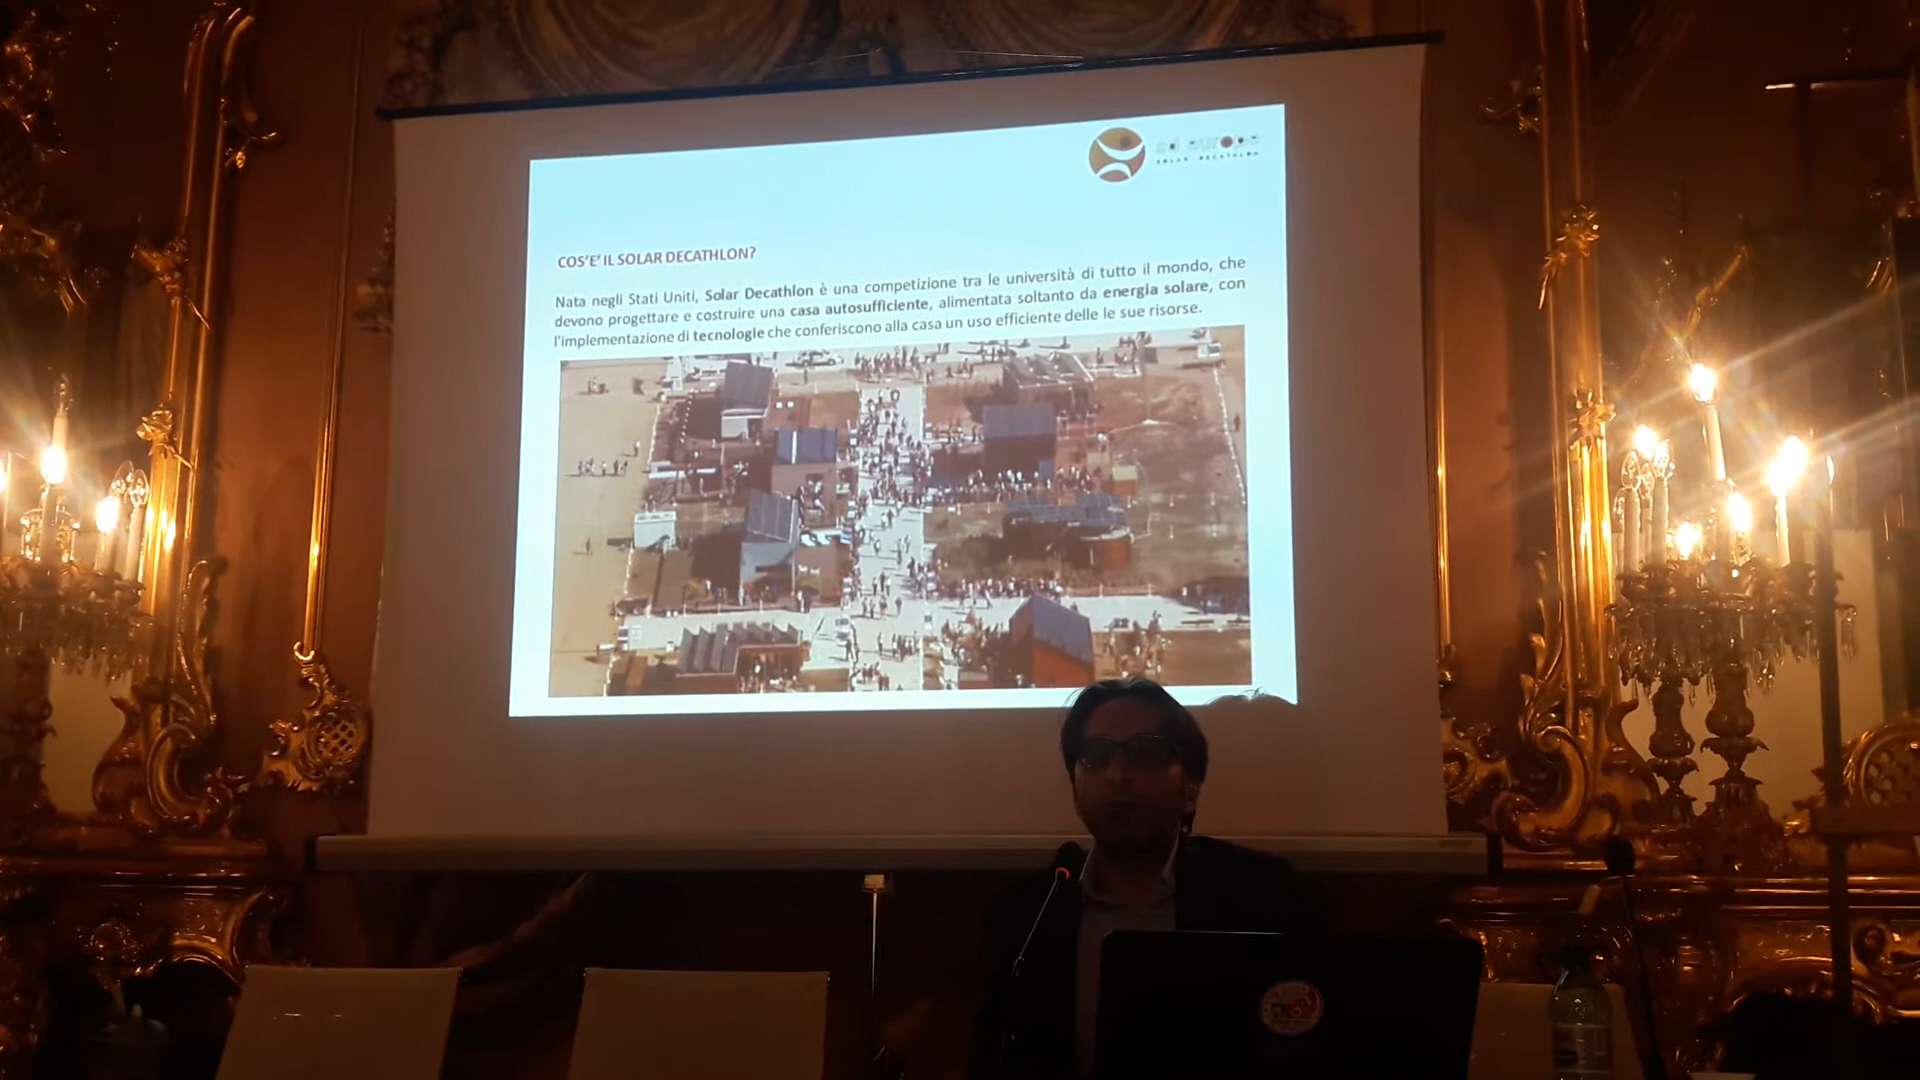 sd europe
SOLAR DECATHLON
COS'E' IL SOLAR DECATHLON?
Nata negli Stati Uniti, Solar Decathlon è una competizione tra le università di tutto il mondo, che
devono progettare e costruire una casa autosufficiente, alimentata soltanto da energia solare, con
l'implementazione di tecnologie che conferiscono alla casa un uso efficiente delle le sue risorse.